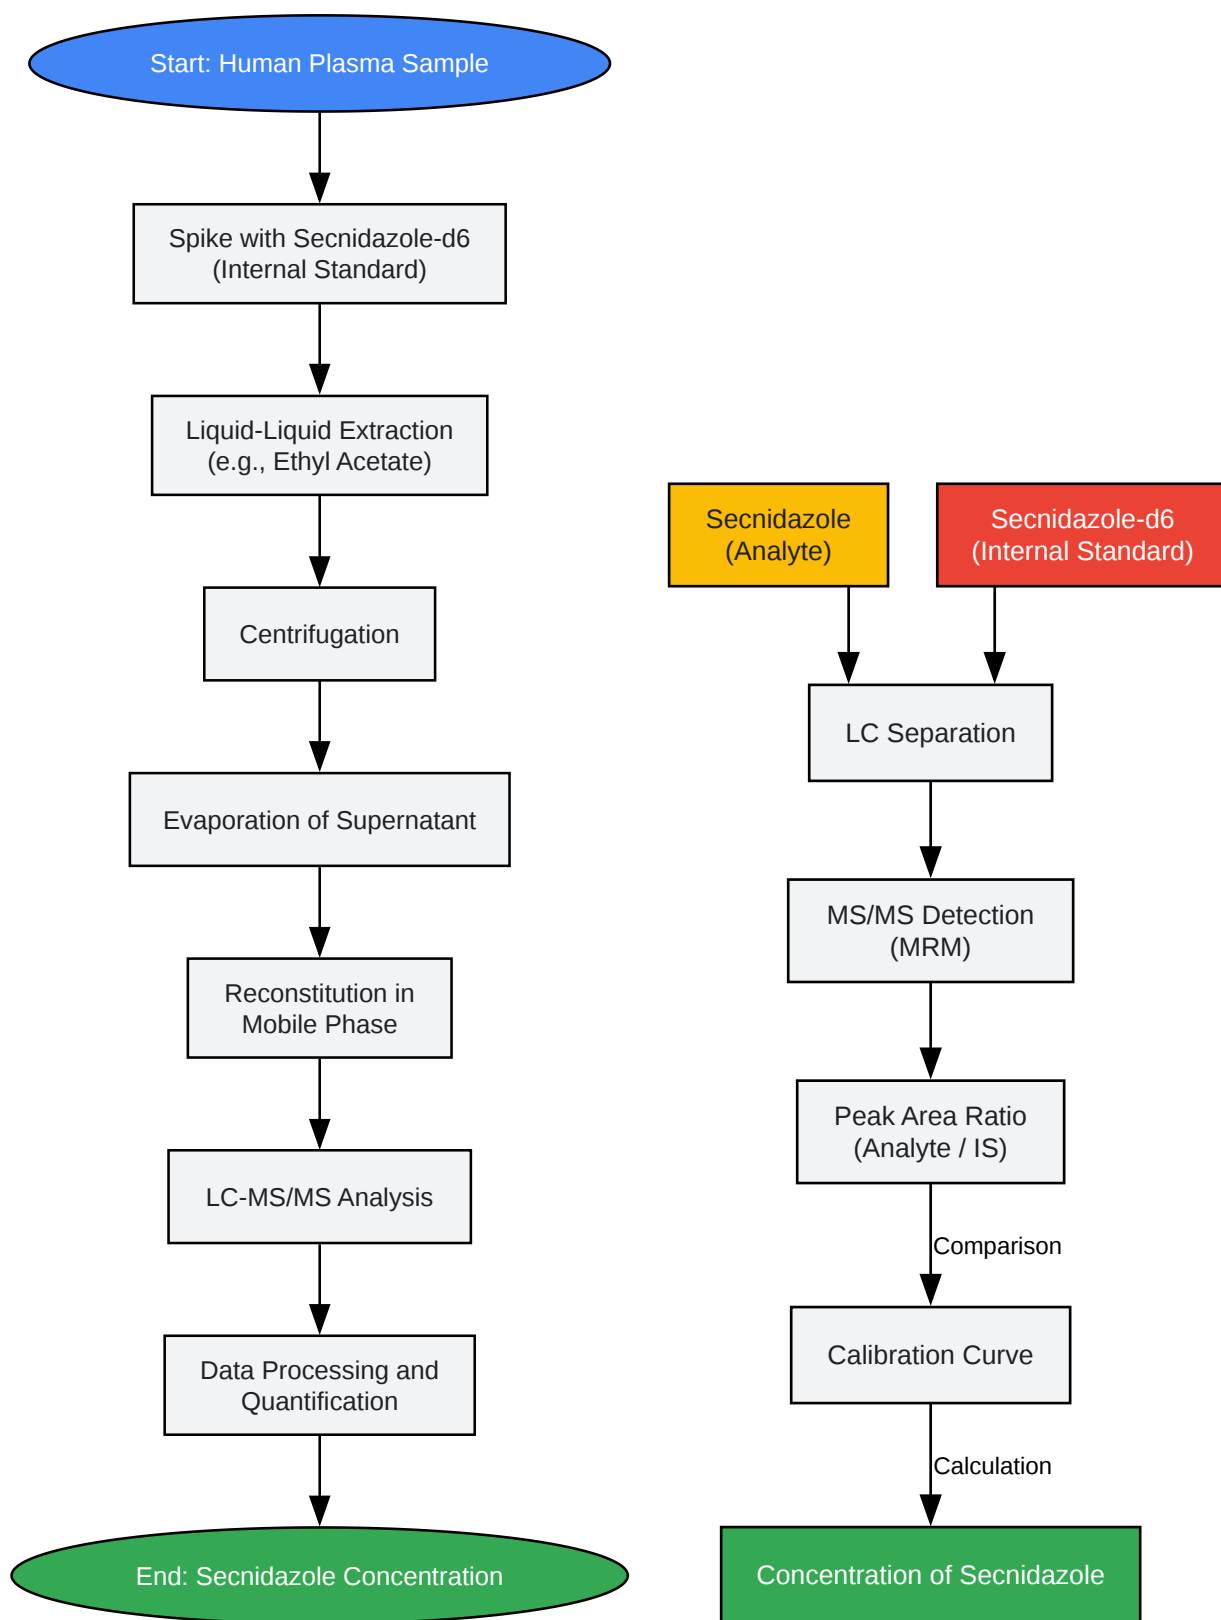 Start: Human Plasma Sample
Spike with Secnidazole-d6
(Internal Standard)
Liquid-Liquid Extraction
(e.g., Ethyl Acetate)
Centrifugation
Evaporation of Supernatant
Reconstitution in
Mobile Phase
LC-MS/MS Analysis
Data Processing and
Quantification
End: Secnidazole Concentration
Secnidazole
(Analyte)
Secnidazole-d6
(Internal Standard)
LC Separation
MS/MS Detection
(MRM)
Peak Area Ratio
(Analyte / IS)
Comparison
Calibration Curve
Calculation
Concentration of Secnidazole